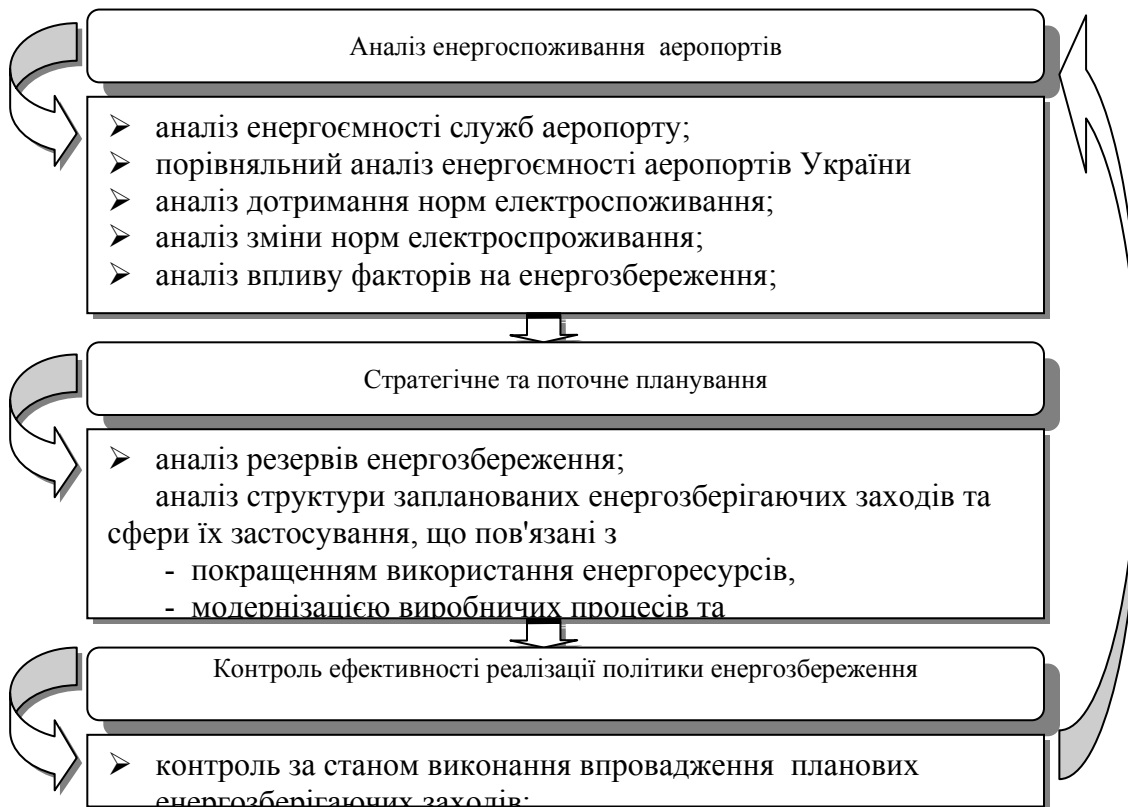 Аналіз енергоспоживання аеропортів
➢ аналіз енергоємності служб аеропорту;
➢ порівняльний аналіз енергоємності аеропортів України
➢ аналіз дотримання норм електроспоживання;
➢ аналіз зміни норм електроспроживання;
➢ аналіз впливу факторів на енергозбереження;
Стратегічне та поточне планування
➢ аналіз резервів енергозбереження;
аналіз структури запланованих енергозберігаючих заходів та
сфери їх застосування, що пов'язані з
- покращенням використання енергоресурсів,
- модернізацією виробничих процесів та
Контроль ефективності реалізації політики енергозбереження
➢ контроль за станом виконання впровадження планових
енергозберігаючих заходів;